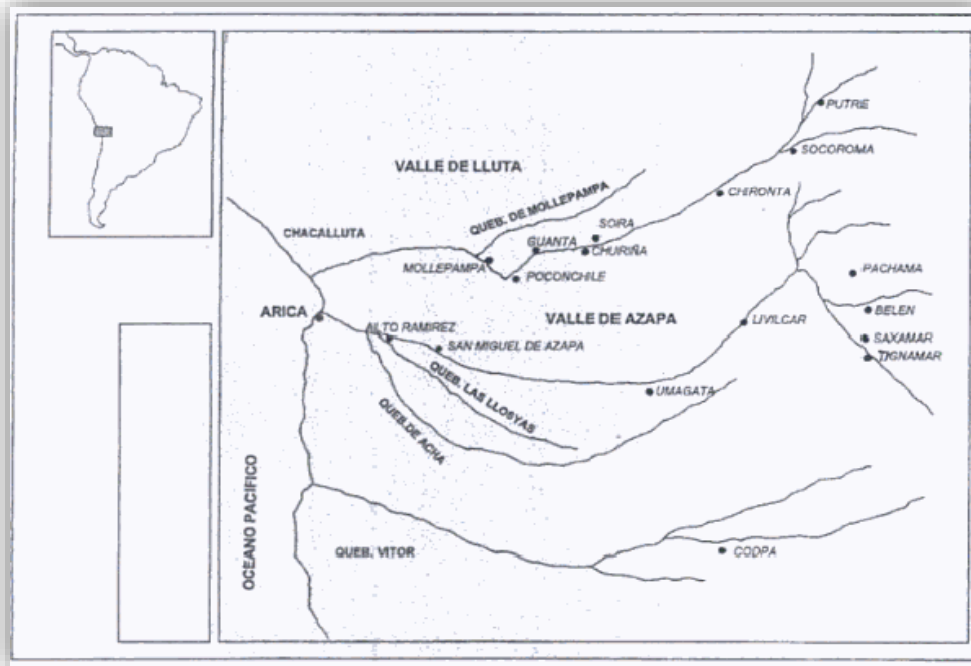 PUTRE
SOCOROMA
VALLE DE LLUTA
CHIRONTA
QUEB. DE MOLLEPAMPA
SOIRA
CHACALLUTA
GUANTA
CHURIÑA
MOLLEPAMPA
POCONCHILE
PACHAMA
ARICA
VALLE DE AZAPA
BELEN
LIVILCAR
ALTO RAMIREZ
SAN MIGUEL DE AZAPA
SAXAMAR
TIGNAMAR
QUEB. LAS LLOSYAS
UMAGATA
QUEB. DE ACHA
OCEANO PACIFICO
QUEB. VITOR
CODPA